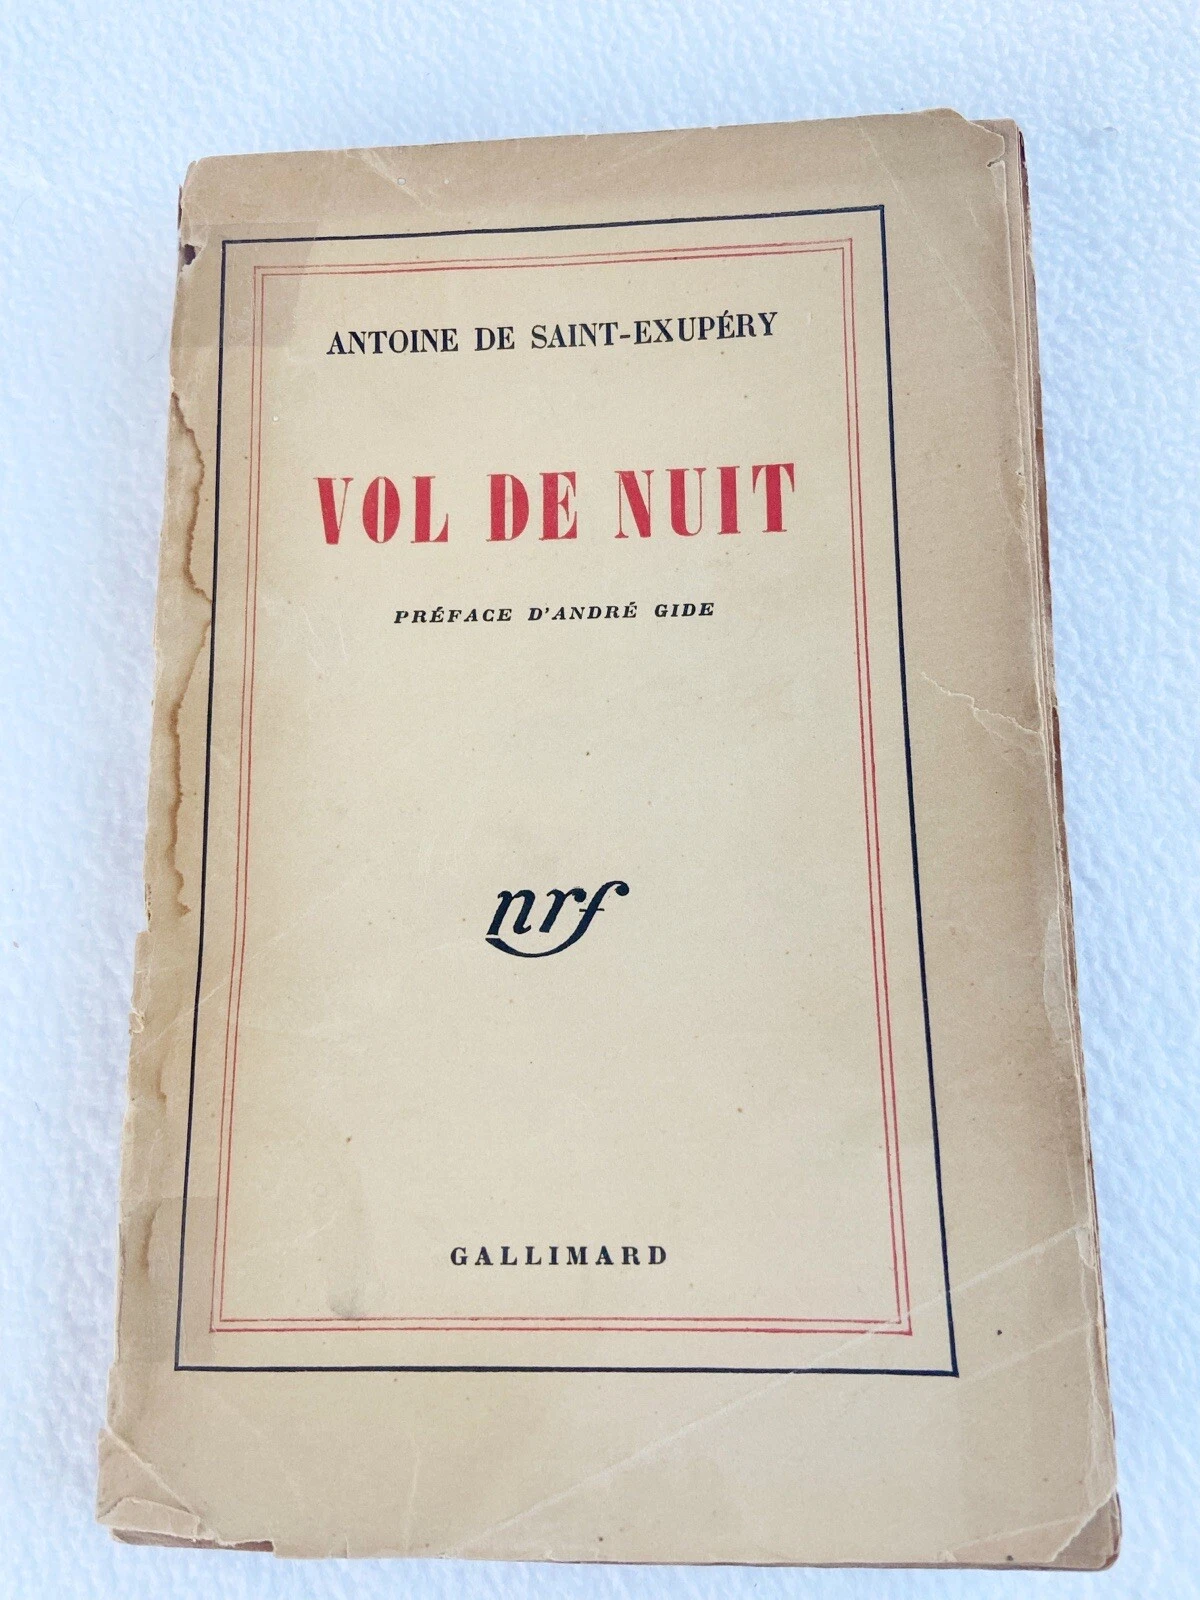 ANTOINE DE SAINT-EXUPÉRY
VOL DE NUIT
PRÉFACE D'ANDRÉ GIDE
nrf
GALLIMARD